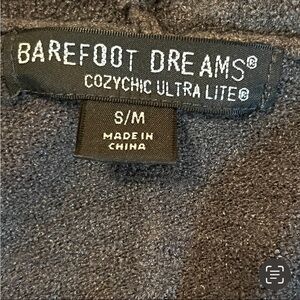 BAREFOOT DREAMS®
COZYCHIC ULTRA LITE®
S/M
MADE IN
CHINA